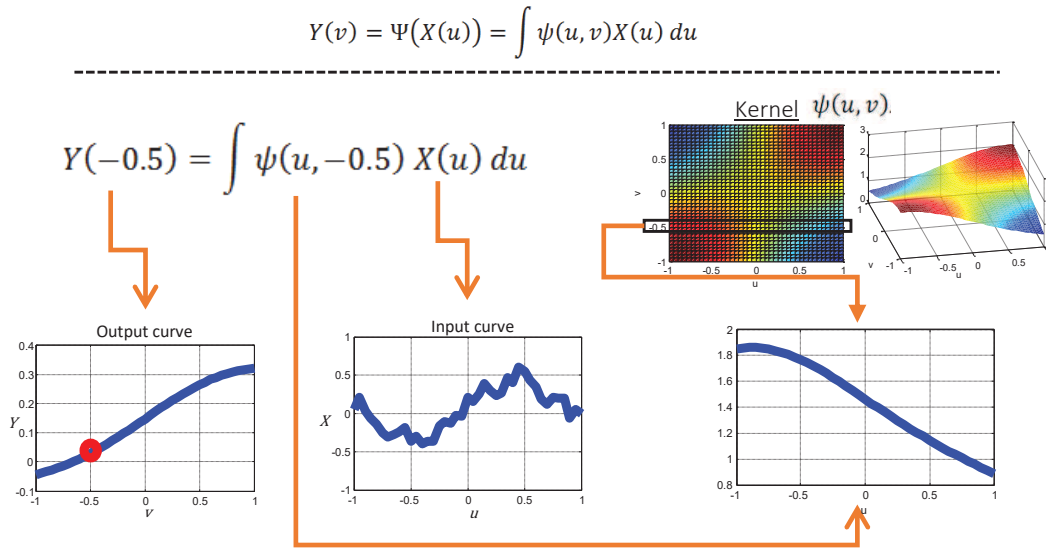 Y(v) = Ψ(X(u)) = ∫ ψ(u, v)X(u) du
Kernel ψ(u, v).
Y(−0.5) = ∫ ψ(u, −0.5) X(u) du
1
0.5
0
-0.5
-1
v
-1 -0.5 0 0.5 1
u
3
2
1
0
1
0
-1
v
-1 -0.5 0 0.5
u
Output curve
0.4
0.3
0.2
0.1
0
-0.1
Y
-1 -0.5 0 0.5 1
v
Input curve
1
0.5
0
-0.5
-1
X
-1 -0.5 0 0.5 1
u
2
1.8
1.6
1.4
1.2
1
0.8
-1 -0.5 0 0.5 1
u